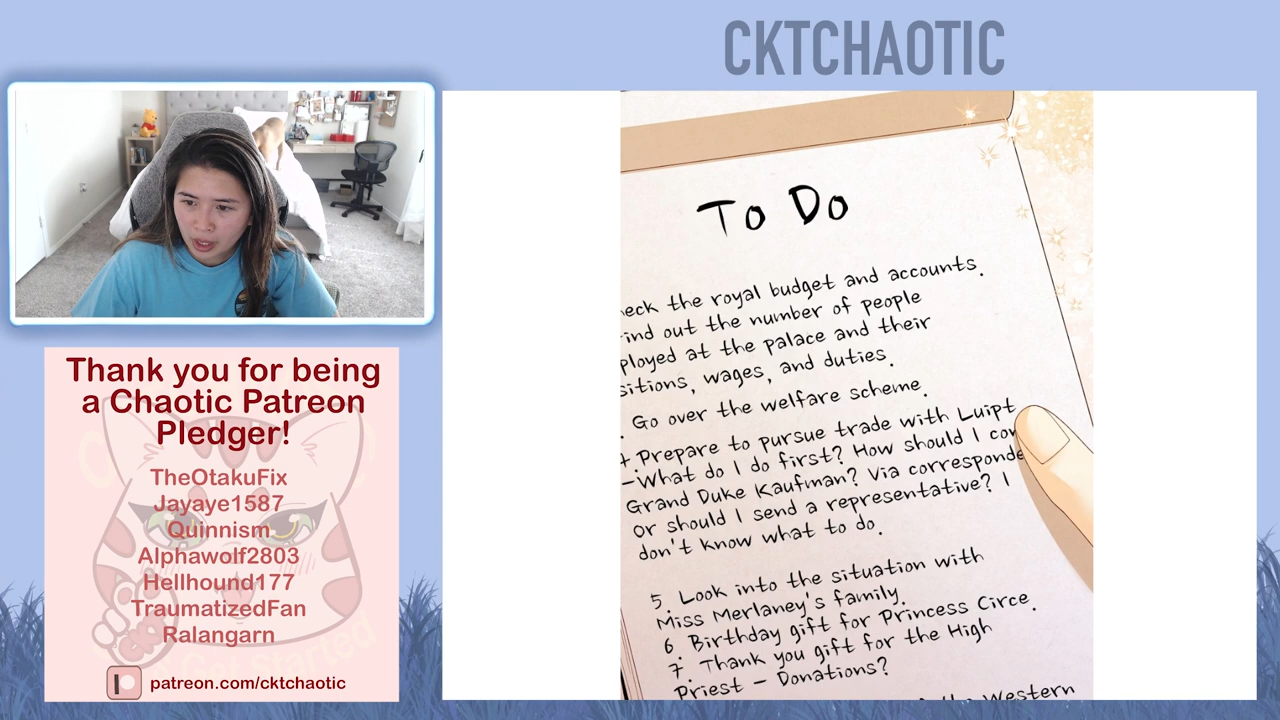 CKTCHAOTIC
Thank you for being
a Chaotic Patreon
Pledger!
TheOtakuFix
Jayaye1587
Quinnism
Alphawolf2803
Hellhound177
TraumatizedFan
Ralangarn
patreon.com/cktchaotic
To Do
eck the royal budget and accounts.
ind out the number of people
ployed at the palace and their
sitions, wages, and duties.
. Go over the welfare scheme.
Prepare to pursue trade with Luipt
-What do I do first? How should I co
Grand Duke Kaufman? Via corresponde
or should I send a representative? I
don't know what to do.
5. Look into the situation with
Miss Merlaney's family.
6. Birthday gift for Princess Circe.
7. Thank you gift for the High
Priest - Donations?
the Western